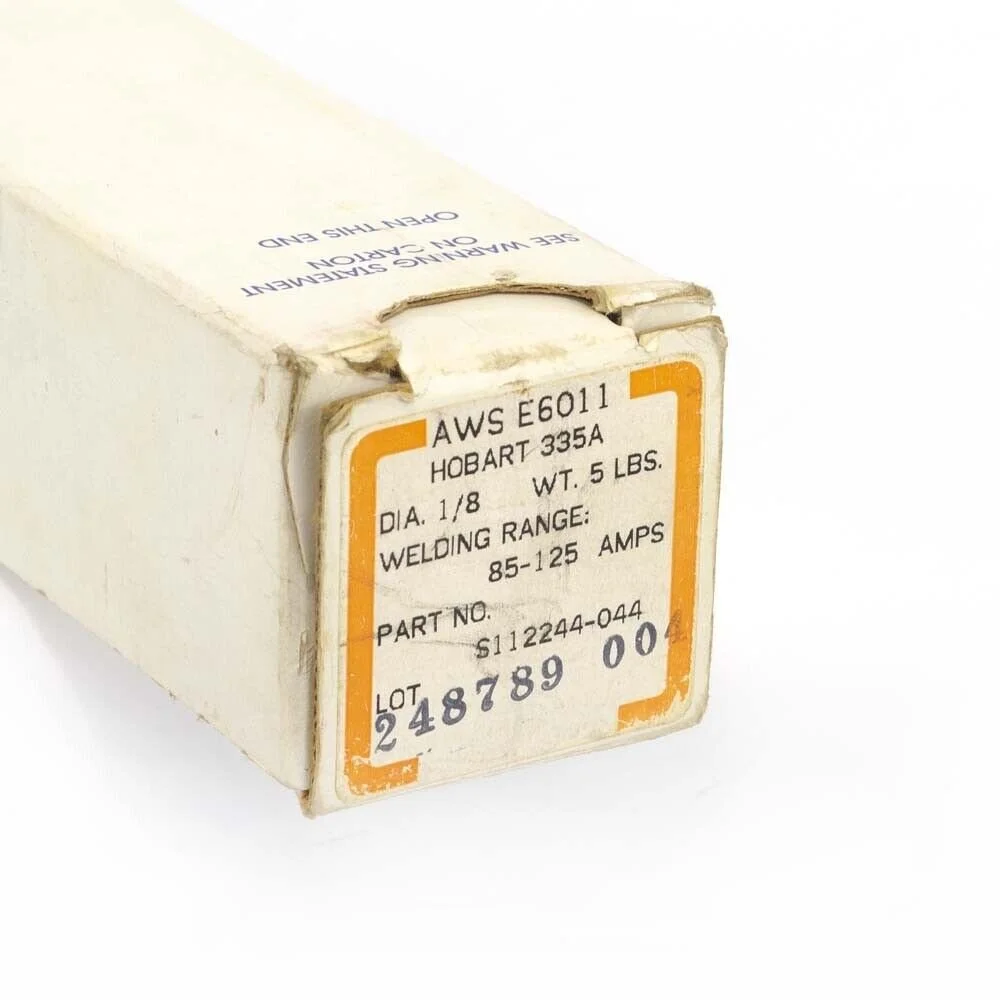 OPEN THIS END
SEE WARNING STATEMENT
ON CARTON
AWS E6011
HOBART 335A
DIA. 1/8 WT. 5 LBS.
WELDING RANGE:
85-125 AMPS
PART NO.
S112244-044
LOT
248789 004